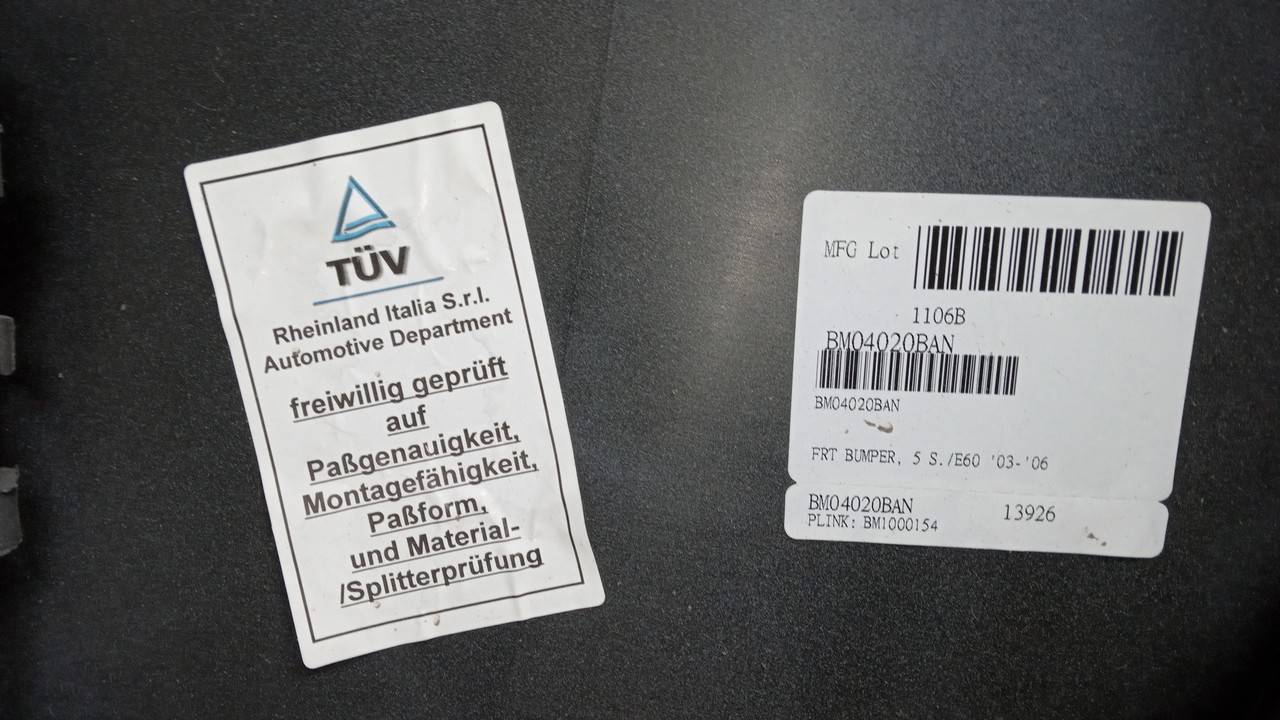 TÜV
Rheinland Italia S.r.l.
Automotive Department
freiwillig geprüft
auf
Paßgenauigkeit,
Montagefähigkeit,
Paßform,
und Material-
/Splitterprüfung
MFG Lot
1106B
BM04020BAN
BM04020BAN
FRT BUMPER, 5 S./E60 '03-'06
BM04020BAN 13926
PLINK: BM1000154